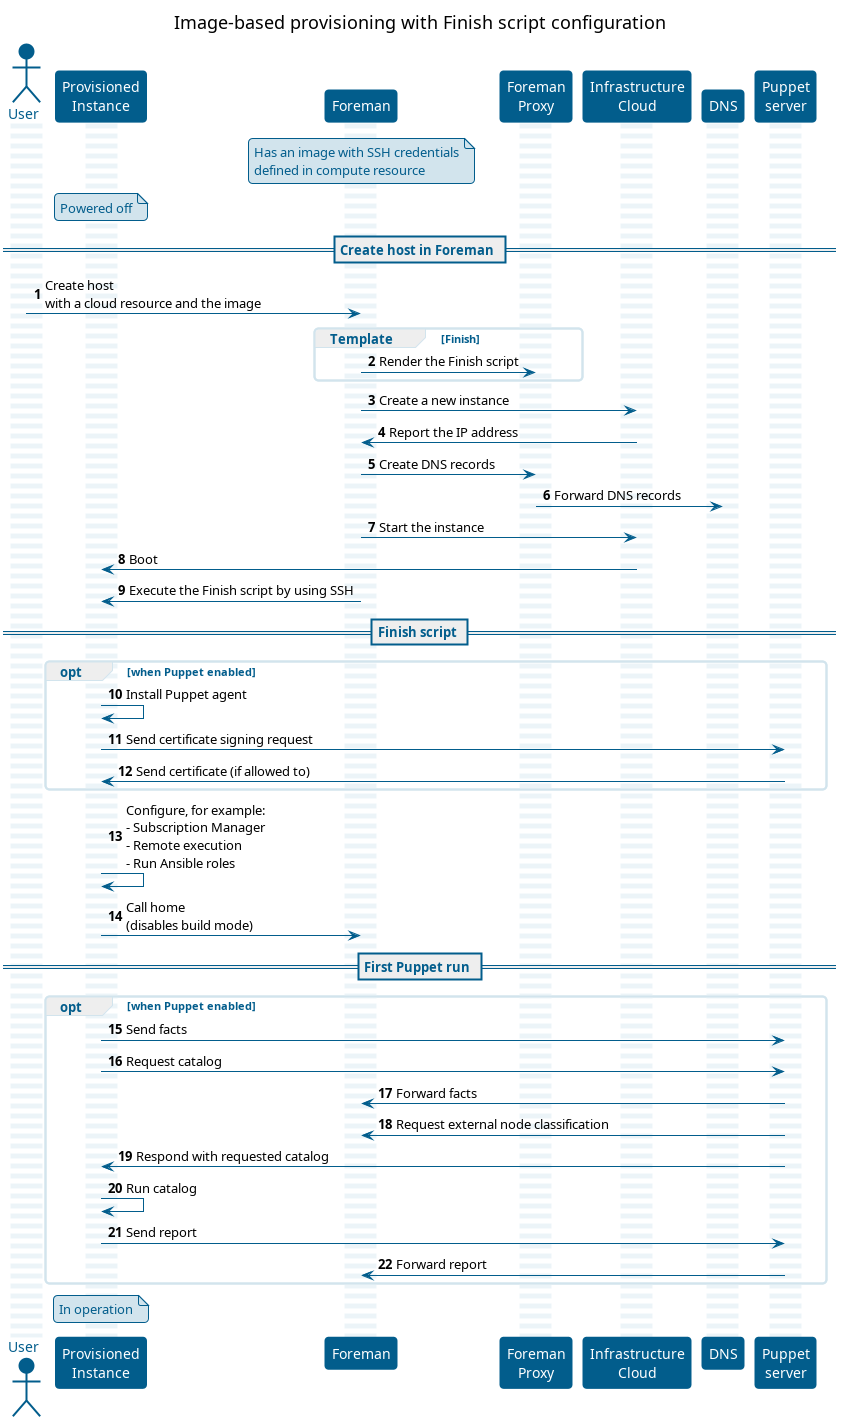 Image-based provisioning with Finish script configuration
User
Provisioned
Instance
Foreman
Foreman
Proxy
Infrastructure
Cloud
DNS
Puppet
server
Has an image with SSH credentials
defined in compute resource
Powered off
Create host in Foreman
1 Create host
with a cloud resource and the image
Template [Finish]
2 Render the Finish script
3 Create a new instance
4 Report the IP address
5 Create DNS records
6 Forward DNS records
7 Start the instance
8 Boot
9 Execute the Finish script by using SSH
Finish script
opt [when Puppet enabled]
10 Install Puppet agent
11 Send certificate signing request
12 Send certificate (if allowed to)
13 Configure, for example:
- Subscription Manager
- Remote execution
- Run Ansible roles
14 Call home
(disables build mode)
First Puppet run
opt [when Puppet enabled]
15 Send facts
16 Request catalog
17 Forward facts
18 Request external node classification
19 Respond with requested catalog
20 Run catalog
21 Send report
22 Forward report
In operation
User
Provisioned
Instance
Foreman
Foreman
Proxy
Infrastructure
Cloud
DNS
Puppet
server